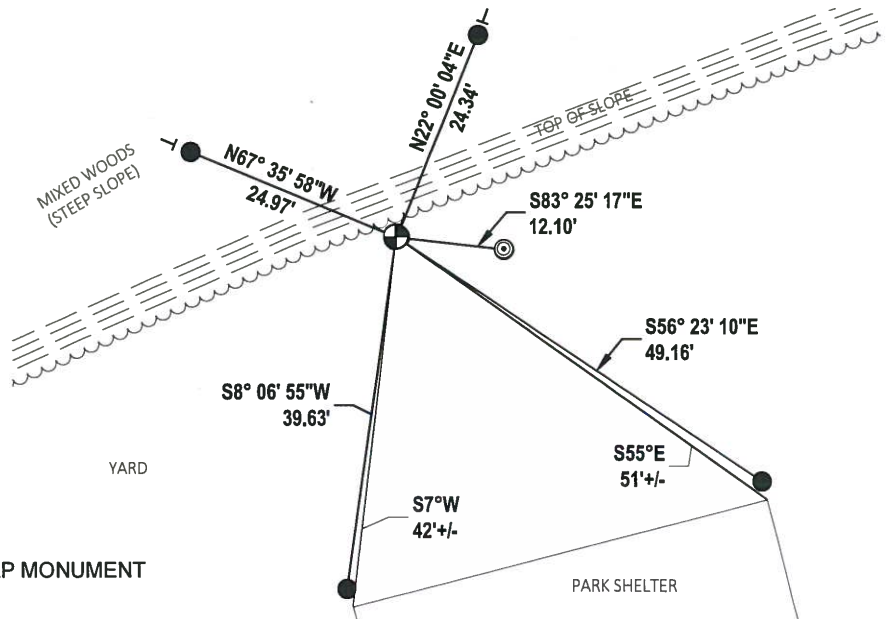 N22° 00' 04"E
24.34'
TOP OF SLOPE
MIXED WOODS
(STEEP SLOPE)
N67° 35' 58"W
24.97'
S83° 25' 17"E
12.10'
S56° 23' 10"E
49.16'
S8° 06' 55"W
39.63'
S55°E
51'+/-
YARD
S7°W
42'+/-
MONUMENT
PARK SHELTER